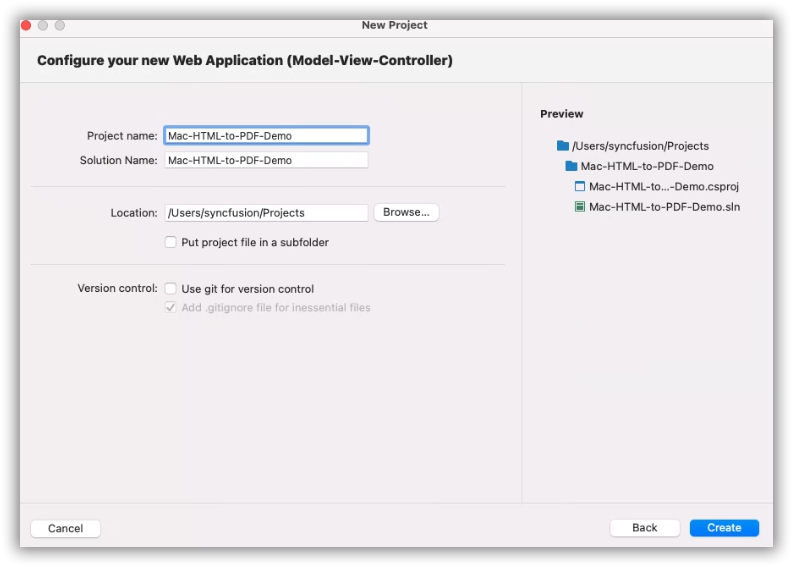 New Project
Configure your new Web Application (Model-View-Controller)
Project name: Mac-HTML-to-PDF-Demo
Solution Name: Mac-HTML-to-PDF-Demo
Location: /Users/syncfusion/Projects Browse...
Put project file in a subfolder
Version control: Use git for version control
Add .gitignore file for inessential files
Preview
/Users/syncfusion/Projects
Mac-HTML-to-PDF-Demo
Mac-HTML-to...-Demo.csproj
Mac-HTML-to-PDF-Demo.sln
Cancel Back Create